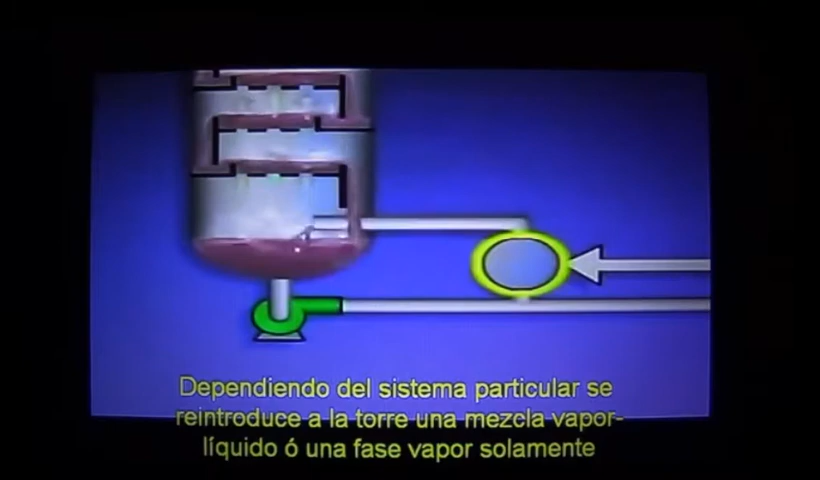 Dependiendo del sistema particular se
reintroduce a la torre una mezcla vapor-
líquido ó una fase vapor solamente